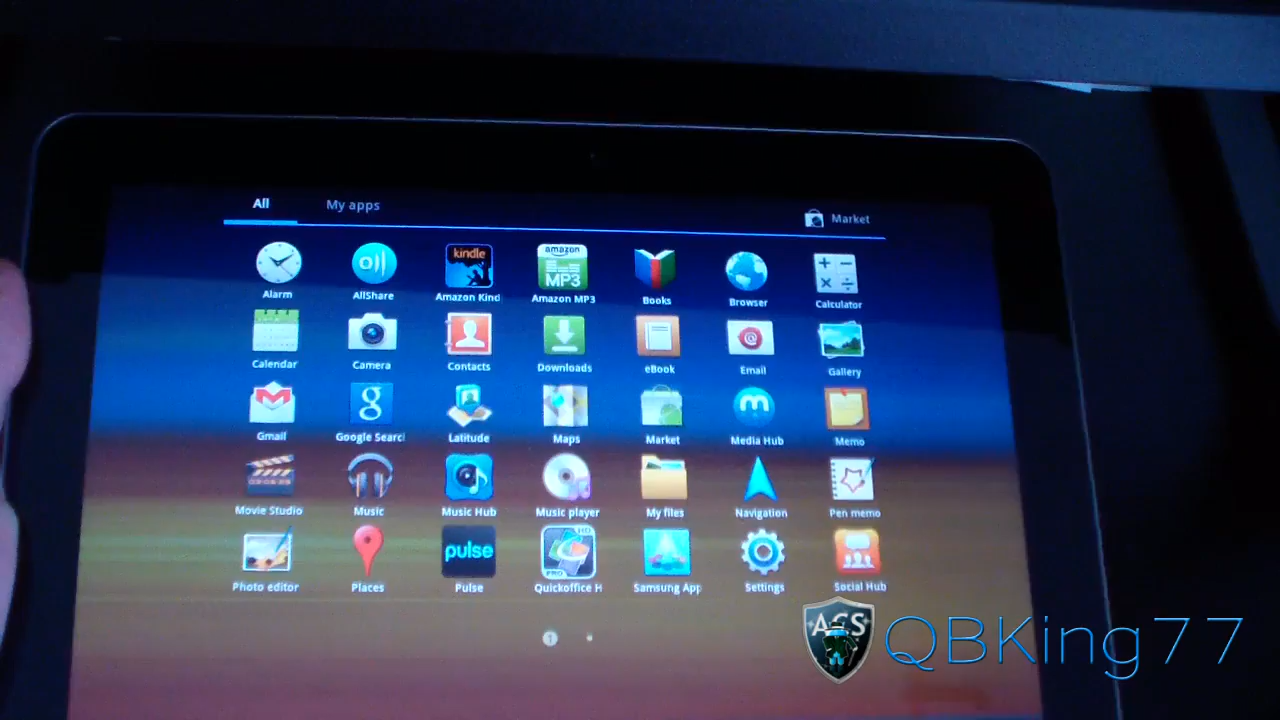 All My apps Market
Alarm AllShare Amazon Kind Amazon MP3 Books Browser Calculator
kindle
amazon
MP3
Calendar Camera Contacts Downloads eBook Email Gallery
Gmail Google Searc Latitude Maps Market Media Hub Memo
Movie Studio Music Music Hub Music player My files Navigation Pen memo
pulse
HD
PRO
Photo editor Places Pulse Quickoffice H Samsung App Settings Social Hub
1
ACS
QBKing77